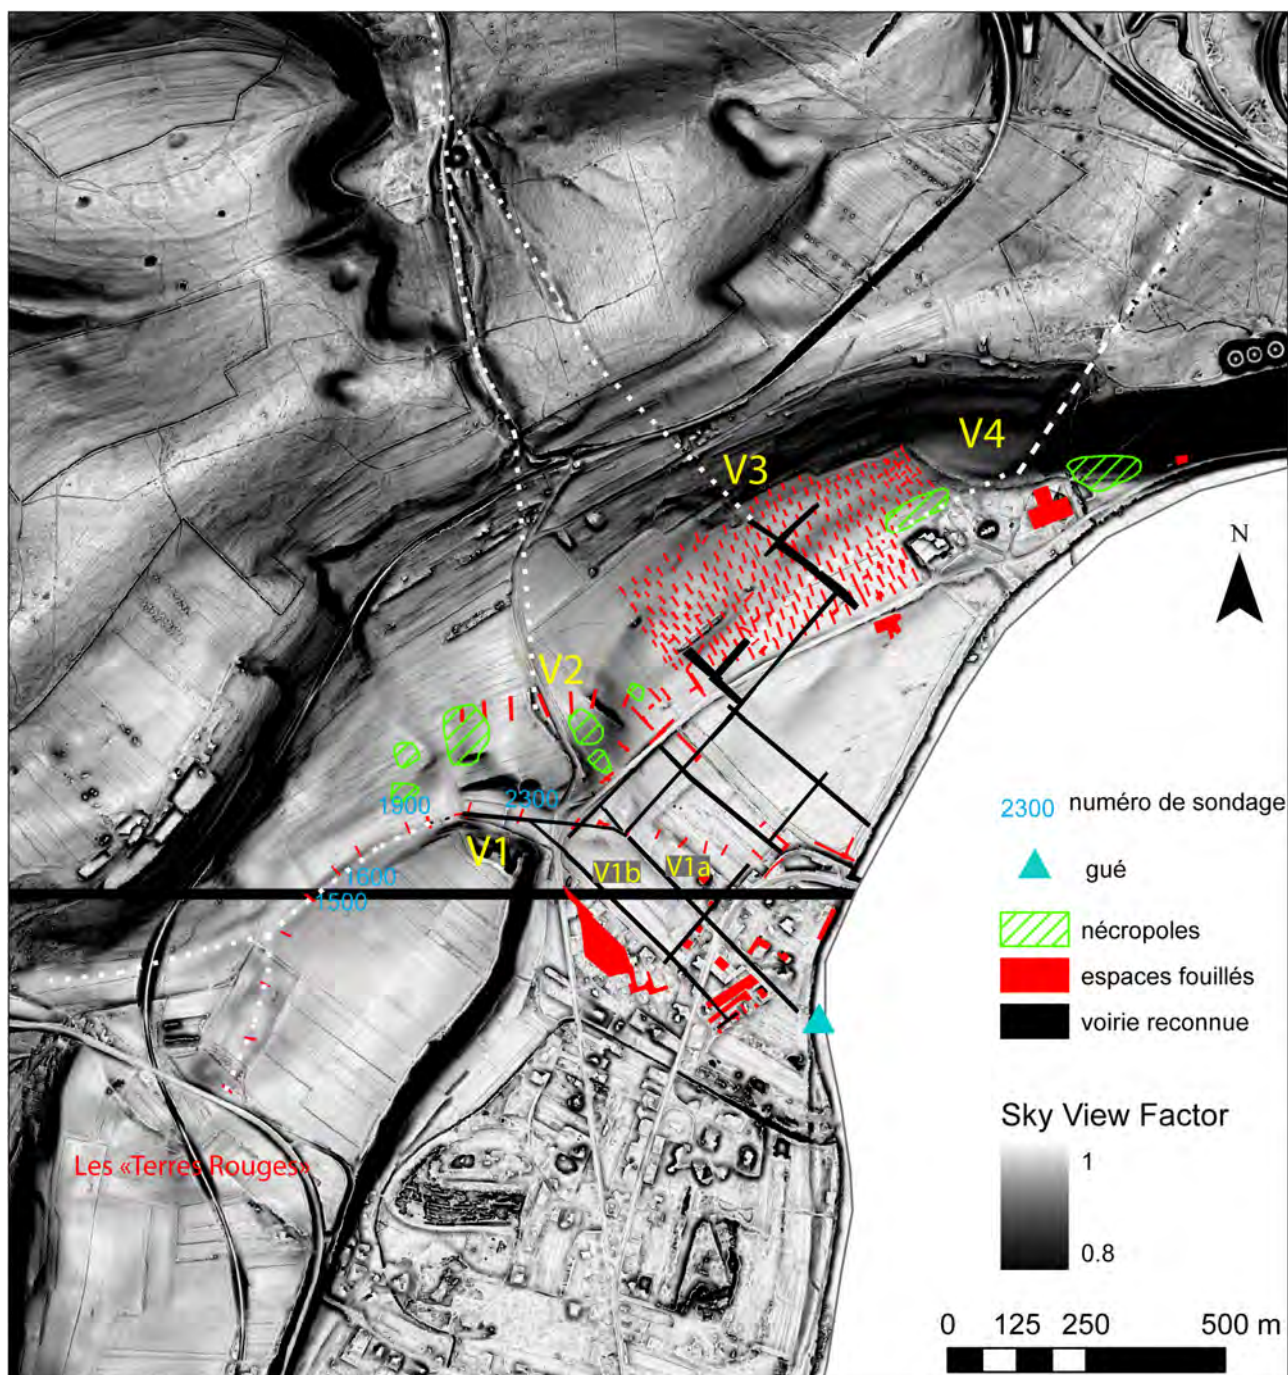 V4
V3
N
V2
2300
1900
V1
V1a
V1b
1600
1500
2300 numéro de sondage
gué
nécropoles
espaces fouillés
voirie reconnue
Les «Terres Rouges»
Sky View Factor
1
0.8
0 125 250 500 m